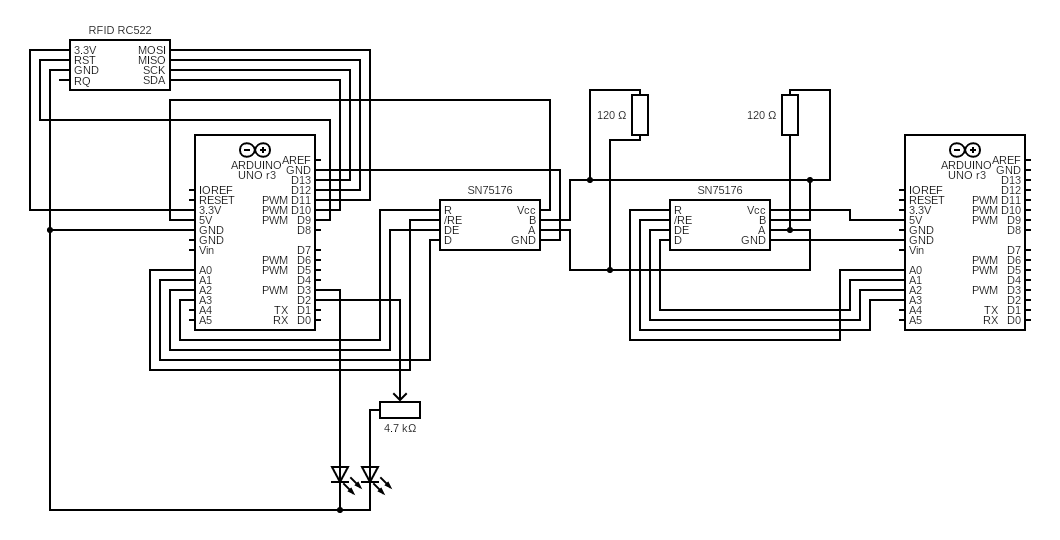 RFID RC522
3.3V MOSI
RST MISO
GND SCK
RQ SDA
120 Ω
120 Ω
ARDUINO
UNO r3
AREF
GND
D13
IOREF D12
RESET PWM D11
3.3V PWM D10
5V PWM D9
GND D8
GND
Vin D7
PWM D6
A0 PWM D5
A1 D4
A2 PWM D3
A3 D2
A4 TX D1
A5 RX D0
SN75176
R Vcc
/RE B
DE A
D GND
SN75176
R Vcc
/RE B
DE A
D GND
ARDUINO
UNO r3
AREF
GND
D13
IOREF D12
RESET PWM D11
3.3V PWM D10
5V PWM D9
GND D8
GND
Vin D7
PWM D6
A0 PWM D5
A1 D4
A2 PWM D3
A3 D2
A4 TX D1
A5 RX D0
4.7 kΩ